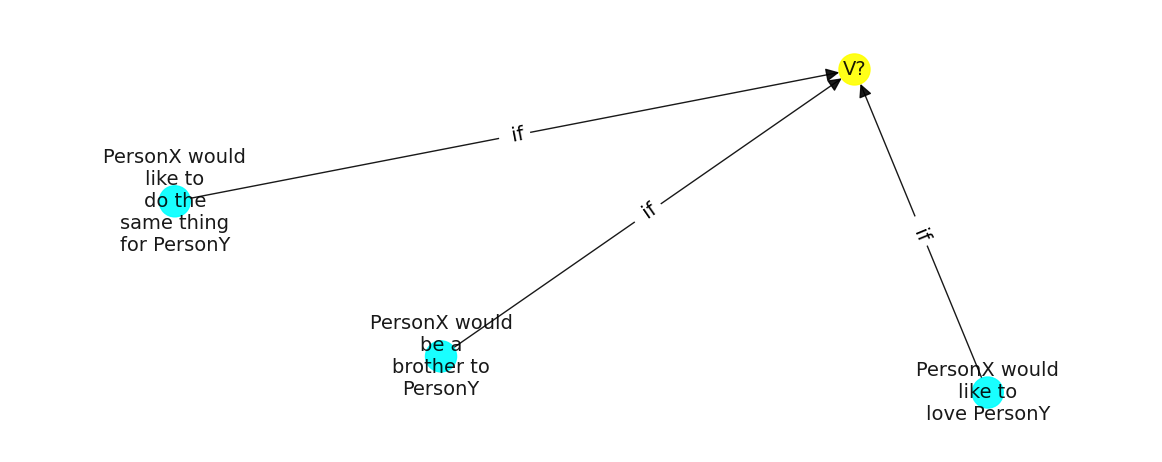 V?
if
PersonX would
like to
do the
same thing
for PersonY
if
if
PersonX would
be a
brother to
PersonY
PersonX would
like to
love PersonY